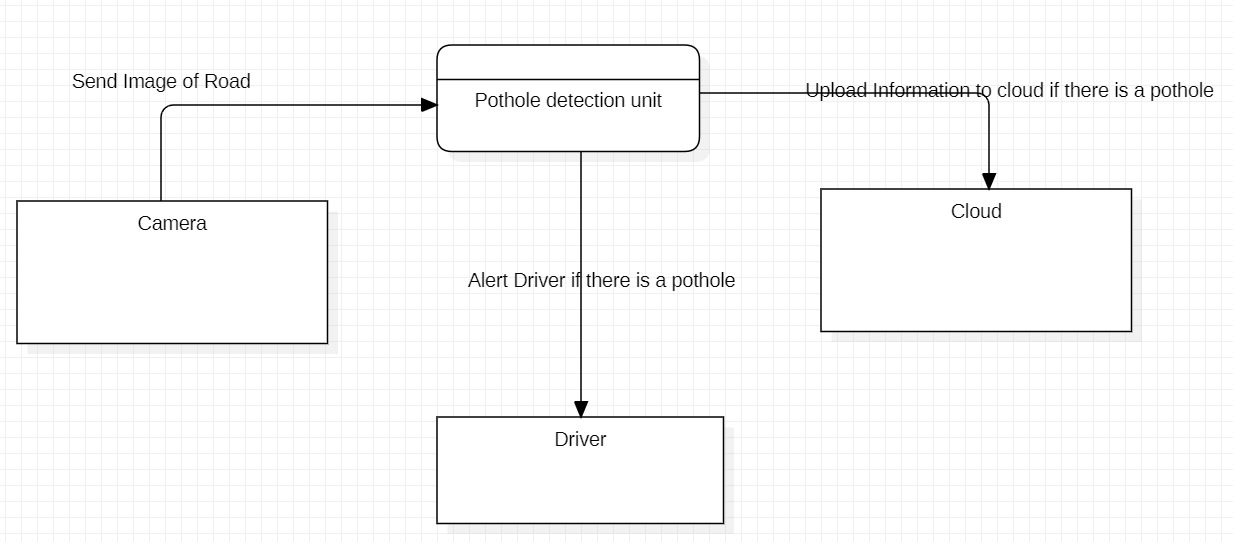 Send Image of Road
Pothole detection unit
Upload Information to cloud if there is a pothole
Camera
Cloud
Alert Driver if there is a pothole
Driver